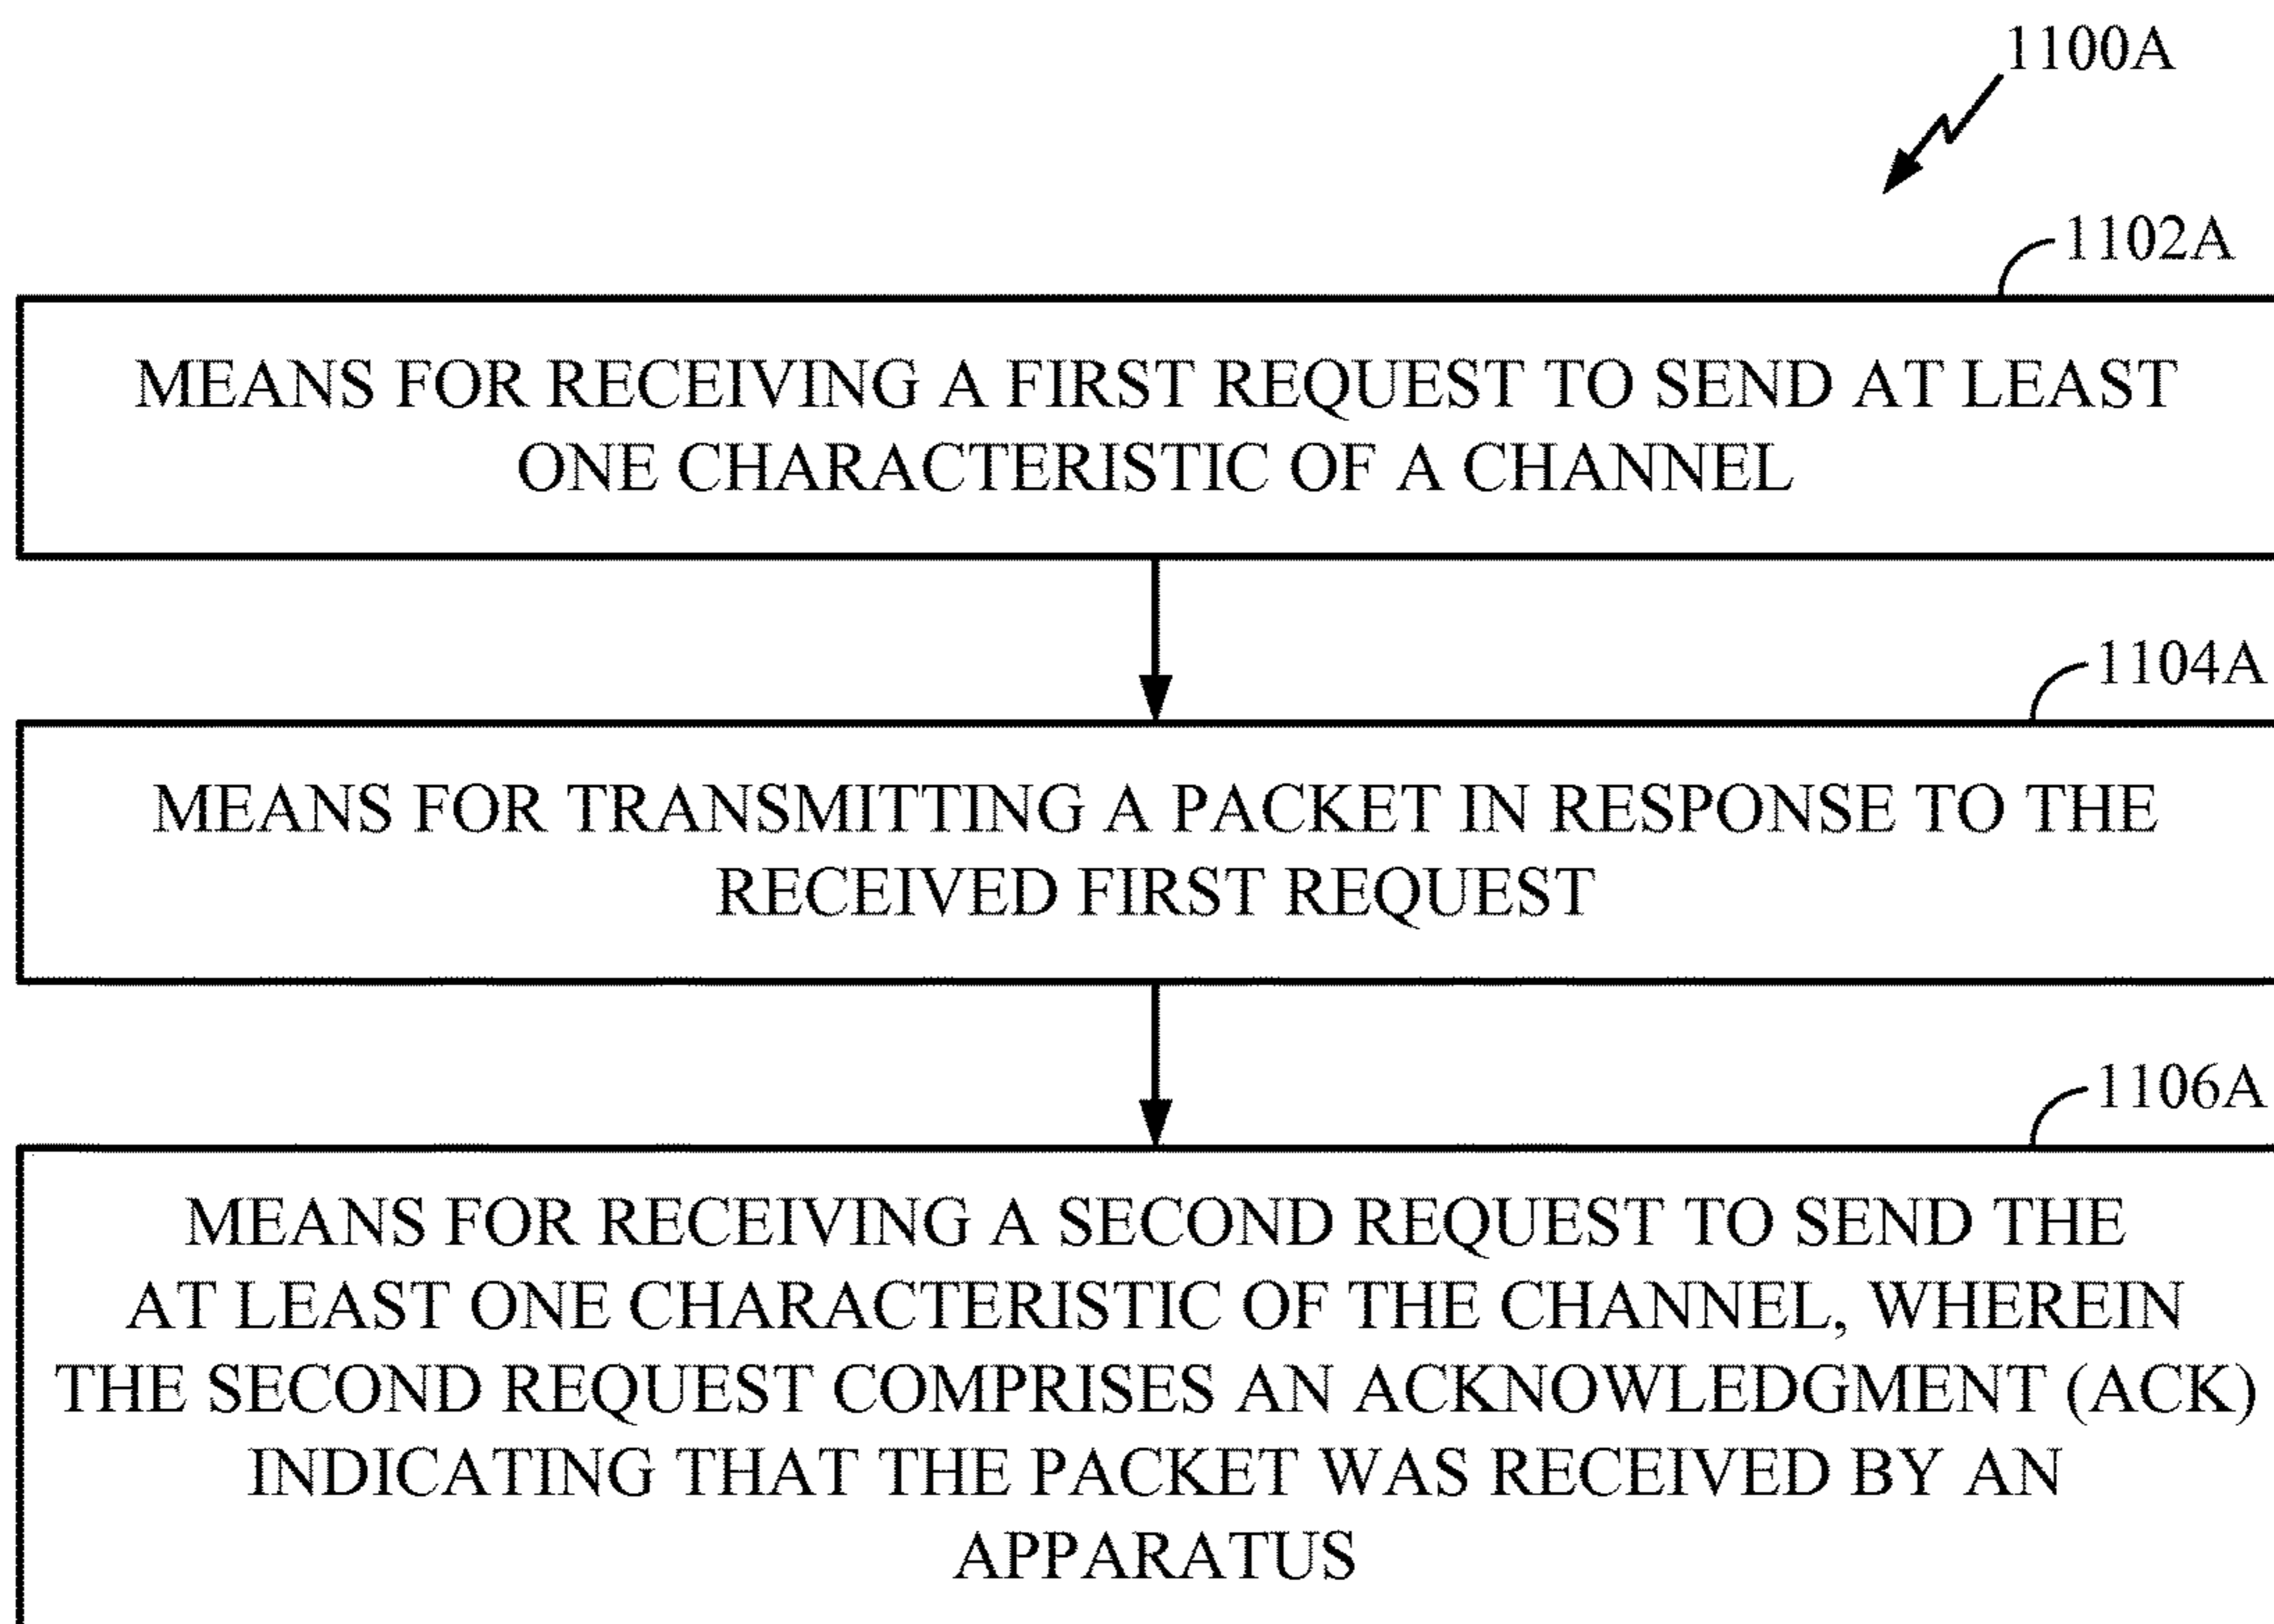 1100A
1102A
MEANS FOR RECEIVING A FIRST REQUEST TO SEND AT LEAST
ONE CHARACTERISTIC OF A CHANNEL
1104A
MEANS FOR TRANSMITTING A PACKET IN RESPONSE TO THE
RECEIVED FIRST REQUEST
1106A
MEANS FOR RECEIVING A SECOND REQUEST TO SEND THE
AT LEAST ONE CHARACTERISTIC OF THE CHANNEL, WHEREIN
THE SECOND REQUEST COMPRISES AN ACKNOWLEDGMENT (ACK)
INDICATING THAT THE PACKET WAS RECEIVED BY AN
APPARATUS